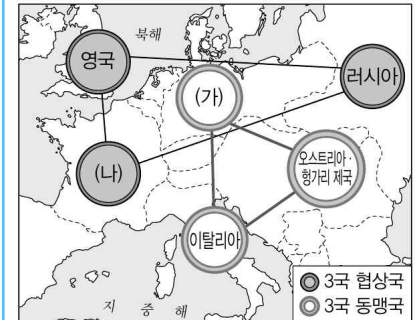 북해
영국
러시아
(가)
(나)
오스트리아·
헝가리 제국
이탈리아
지중해
3국 협상국
3국 동맹국